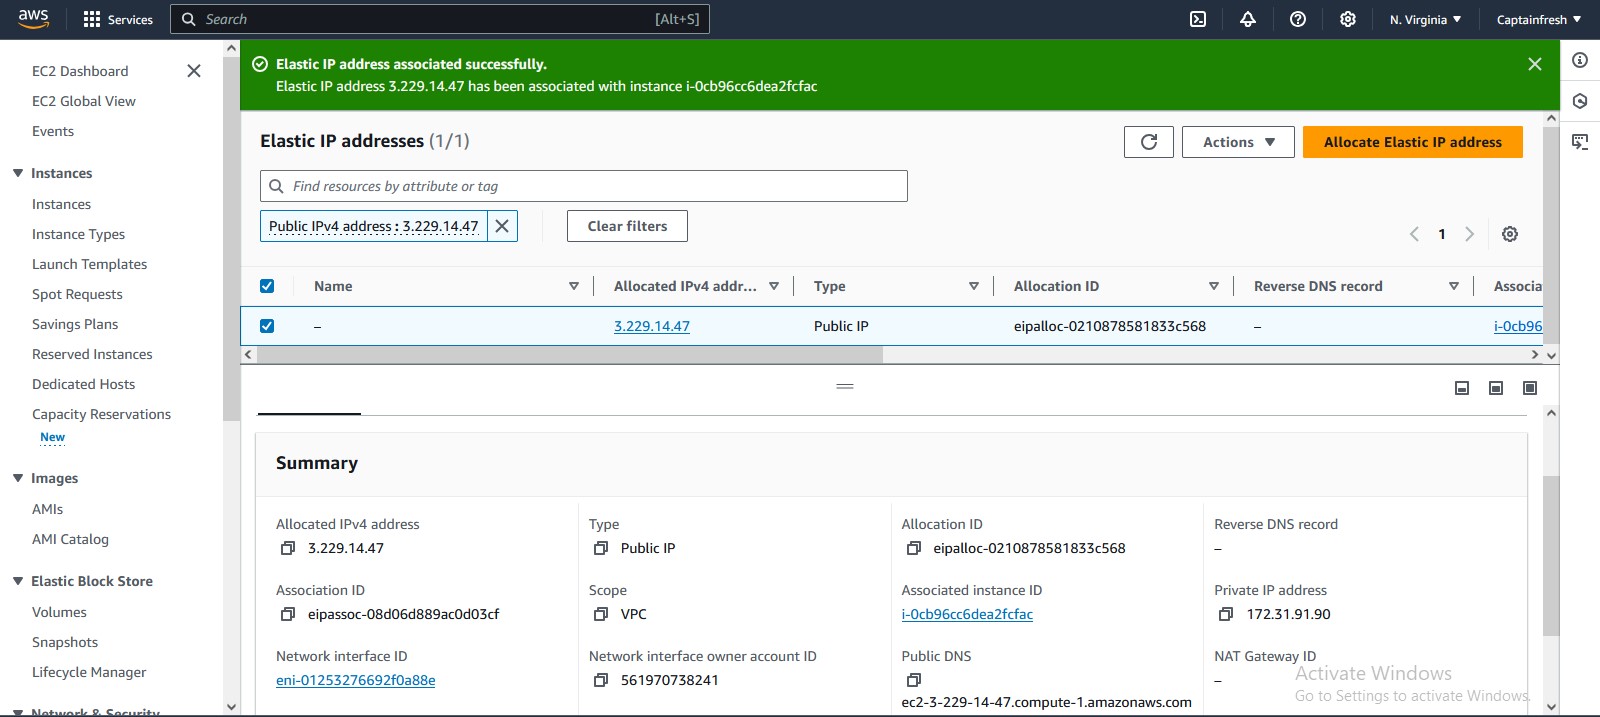 aws
Services
Search
[Alt+S]
N. Virginia
Captainfresh
EC2 Dashboard
EC2 Global View
Events
Instances
Instances
Instance Types
Launch Templates
Spot Requests
Savings Plans
Reserved Instances
Dedicated Hosts
Capacity Reservations
New
Images
AMIs
AMI Catalog
Elastic Block Store
Volumes
Snapshots
Lifecycle Manager
Network & Security
Elastic IP address associated successfully.
Elastic IP address 3.229.14.47 has been associated with instance i-0cb96cc6dea2fcfac
Elastic IP addresses (1/1)
Actions
Allocate Elastic IP address
Find resources by attribute or tag
Public IPv4 address : 3.229.14.47
Clear filters
1
Name
Allocated IPv4 addr...
Type
Allocation ID
Reverse DNS record
Associa
–
3.229.14.47
Public IP
eipalloc-0210878581833c568
–
i-0cb96
Summary
Allocated IPv4 address
3.229.14.47
Type
Public IP
Allocation ID
eipalloc-0210878581833c568
Reverse DNS record
–
Association ID
eipassoc-08d06d889ac0d03cf
Scope
VPC
Associated instance ID
i-0cb96cc6dea2fcfac
Private IP address
172.31.91.90
Network interface ID
eni-01253276692f0a88e
Network interface owner account ID
561970738241
Public DNS
ec2-3-229-14-47.compute-1.amazonaws.com
NAT Gateway ID
–
Activate Windows
Go to Settings to activate Windows.